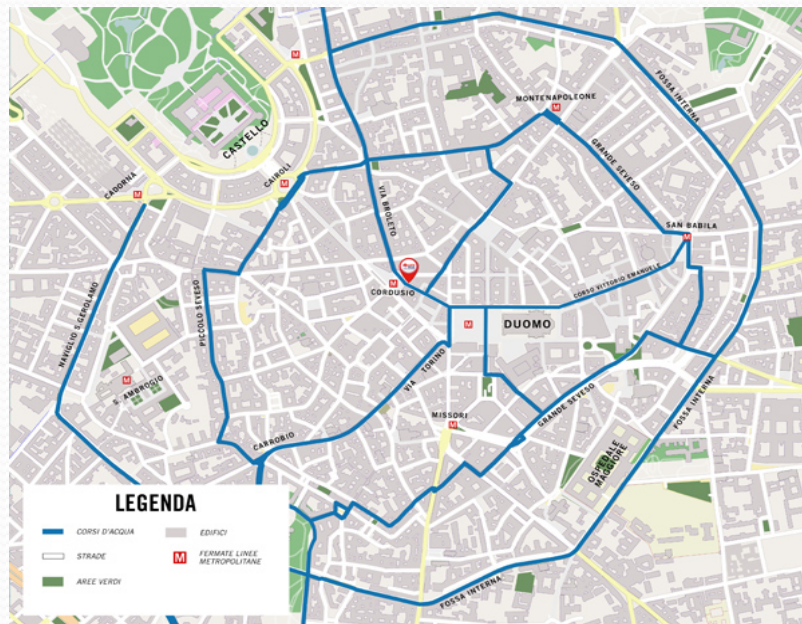 FOSSA INTERNA
MONTENAPOLEONE
M
M
CASTELLO
GRANDE SEVESO
CADORNA
M
CAIROLI
M
VIA BROLETO
SAN BABILA
M
CORSO VITTORIO EMANUELE
M
CORDUSIO
PICCOLO SEVESO
NAVIGLIO S.GEROLAMO
M
DUOMO
VIA TORINO
M
S. AMBROGIO
MISSORI
M
GRANDE SEVESO
FOSSA INTERNA
CARROBIO
OSPEDALE
MAGGIORE
FOSSA INTERNA
LEGENDA
CORSI D'ACQUA
EDIFICI
STRADE
M
FERMATE LINEE
METROPOLITANE
AREE VERDI